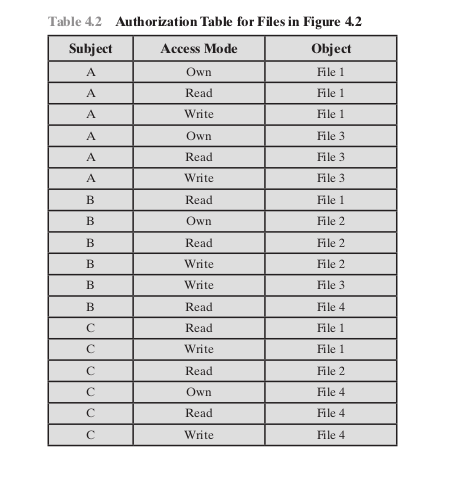 Table 4.2 Authorization Table for Files in Figure 4.2
Subject Access Mode Object
A Own File 1
A Read File 1
A Write File 1
A Own File 3
A Read File 3
A Write File 3
B Read File 1
B Own File 2
B Read File 2
B Write File 2
B Write File 3
B Read File 4
C Read File 1
C Write File 1
C Read File 2
C Own File 4
C Read File 4
C Write File 4